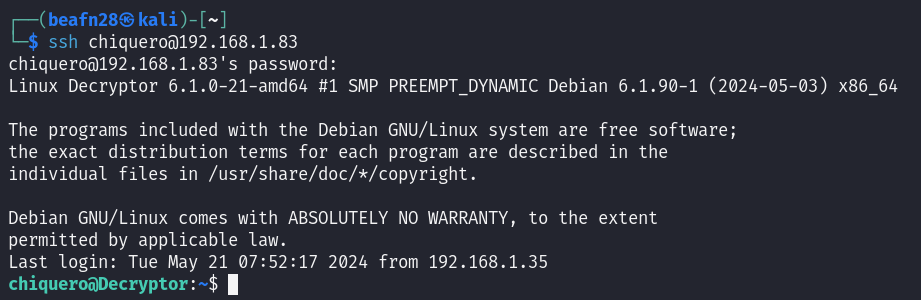 ┌──(beafn28㉿kali)-[~]
└─$ ssh chiquero@192.168.1.83
chiquero@192.168.1.83's password:
Linux Decryptor 6.1.0-21-amd64 #1 SMP PREEMPT_DYNAMIC Debian 6.1.90-1 (2024-05-03) x86_64
The programs included with the Debian GNU/Linux system are free software;
the exact distribution terms for each program are described in the
individual files in /usr/share/doc/*/copyright.
Debian GNU/Linux comes with ABSOLUTELY NO WARRANTY, to the extent
permitted by applicable law.
Last login: Tue May 21 07:52:17 2024 from 192.168.1.35
chiquero@Decryptor:~$